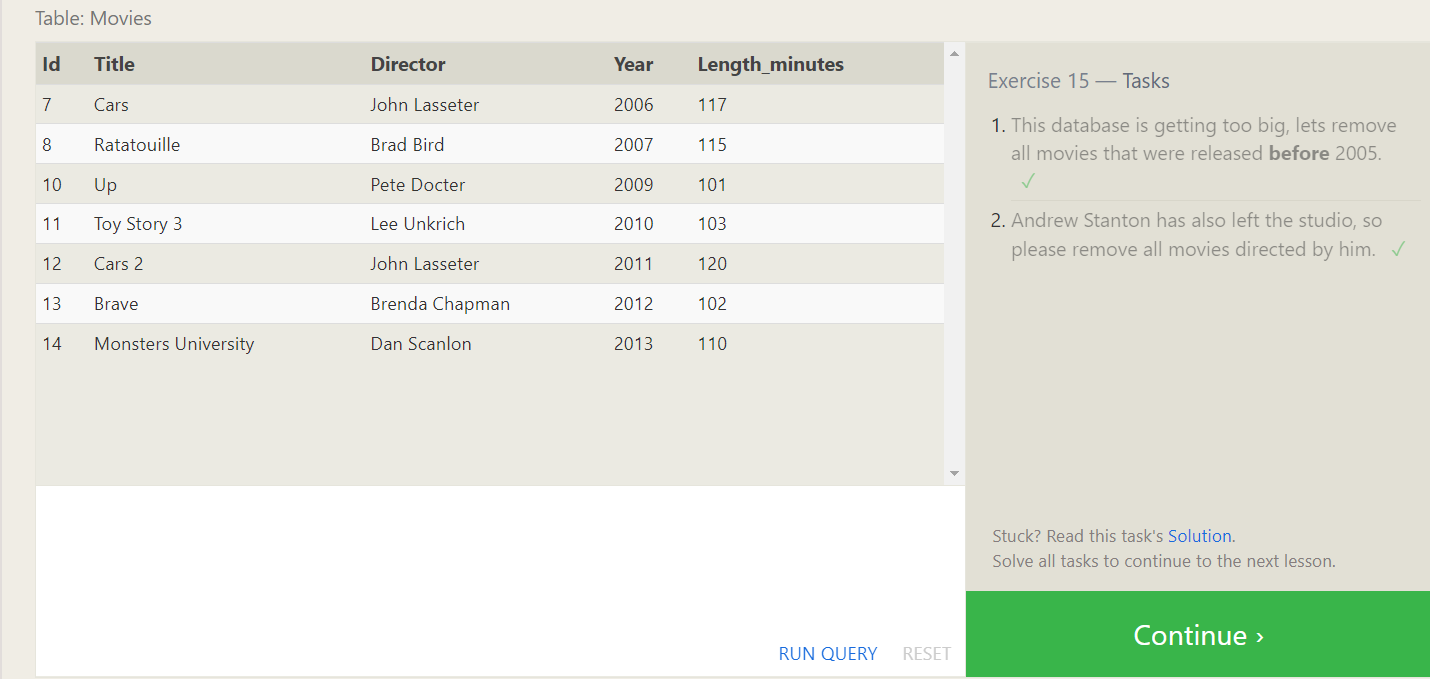 Table: Movies
Id Title Director Year Length_minutes
7 Cars John Lasseter 2006 117
8 Ratatouille Brad Bird 2007 115
10 Up Pete Docter 2009 101
11 Toy Story 3 Lee Unkrich 2010 103
12 Cars 2 John Lasseter 2011 120
13 Brave Brenda Chapman 2012 102
14 Monsters University Dan Scanlon 2013 110
RUN QUERY RESET
Exercise 15 — Tasks
1. This database is getting too big, lets remove
all movies that were released before 2005.
✓
2. Andrew Stanton has also left the studio, so
please remove all movies directed by him. ✓
Stuck? Read this task's Solution.
Solve all tasks to continue to the next lesson.
Continue ›